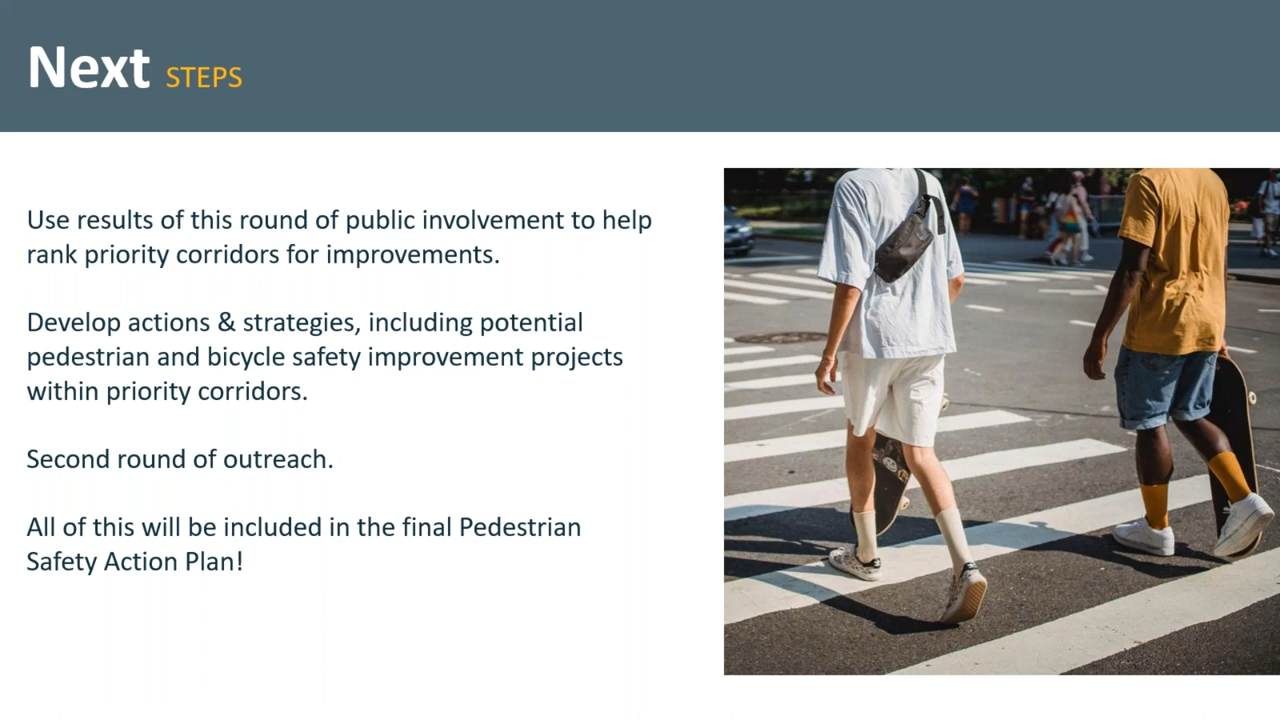 Next STEPS
Use results of this round of public involvement to help
rank priority corridors for improvements.
Develop actions & strategies, including potential
pedestrian and bicycle safety improvement projects
within priority corridors.
Second round of outreach.
All of this will be included in the final Pedestrian
Safety Action Plan!